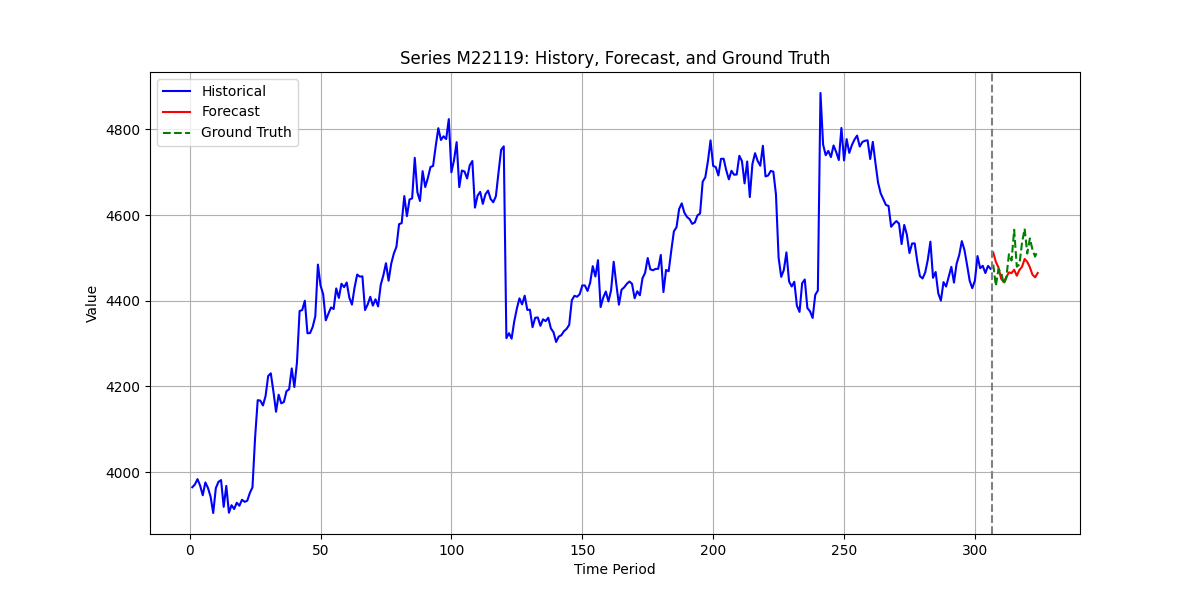 Series M22119: History, Forecast, and Ground Truth
Historical
Forecast
Ground Truth
4800
4600
4400
4200
4000
Value
0 50 100 150 200 250 300
Time Period